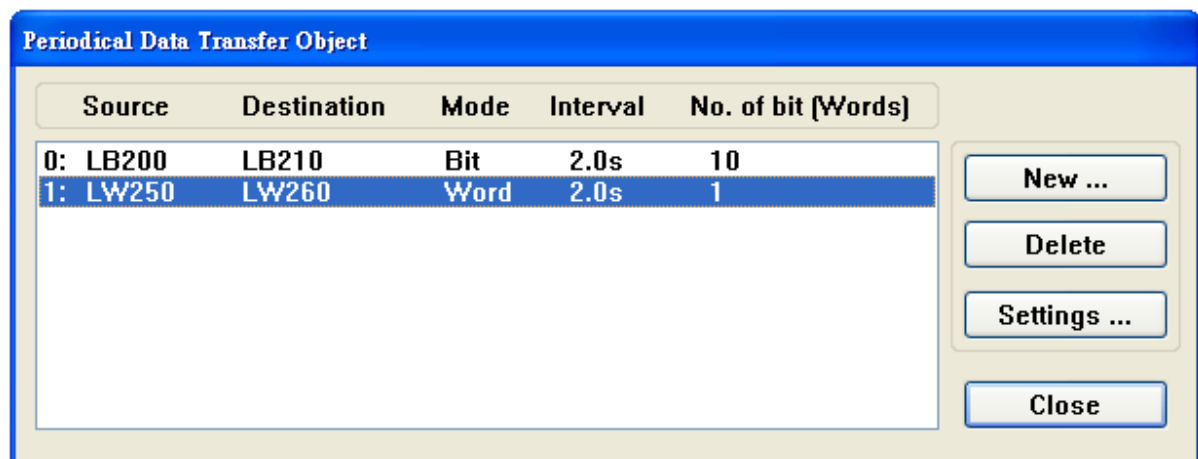 Periodical Data Transfer Object
Source Destination Mode Interval No. of bit (Words)
0: LB200 LB210 Bit 2.0s 10
1: LW250 LW260 Word 2.0s 1
New ...
Delete
Settings ...
Close